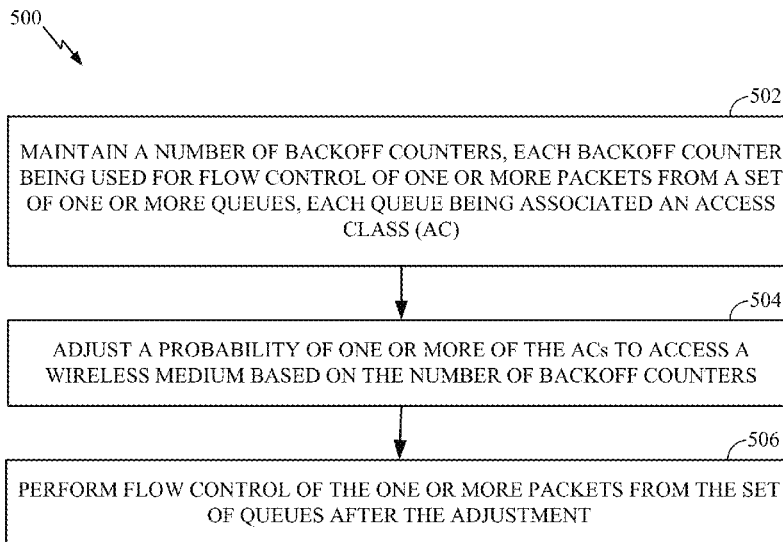 500
502
MAINTAIN A NUMBER OF BACKOFF COUNTERS, EACH BACKOFF COUNTER
BEING USED FOR FLOW CONTROL OF ONE OR MORE PACKETS FROM A SET
OF ONE OR MORE QUEUES, EACH QUEUE BEING ASSOCIATED AN ACCESS
CLASS (AC)
504
ADJUST A PROBABILITY OF ONE OR MORE OF THE ACs TO ACCESS A
WIRELESS MEDIUM BASED ON THE NUMBER OF BACKOFF COUNTERS
506
PERFORM FLOW CONTROL OF THE ONE OR MORE PACKETS FROM THE SET
OF QUEUES AFTER THE ADJUSTMENT